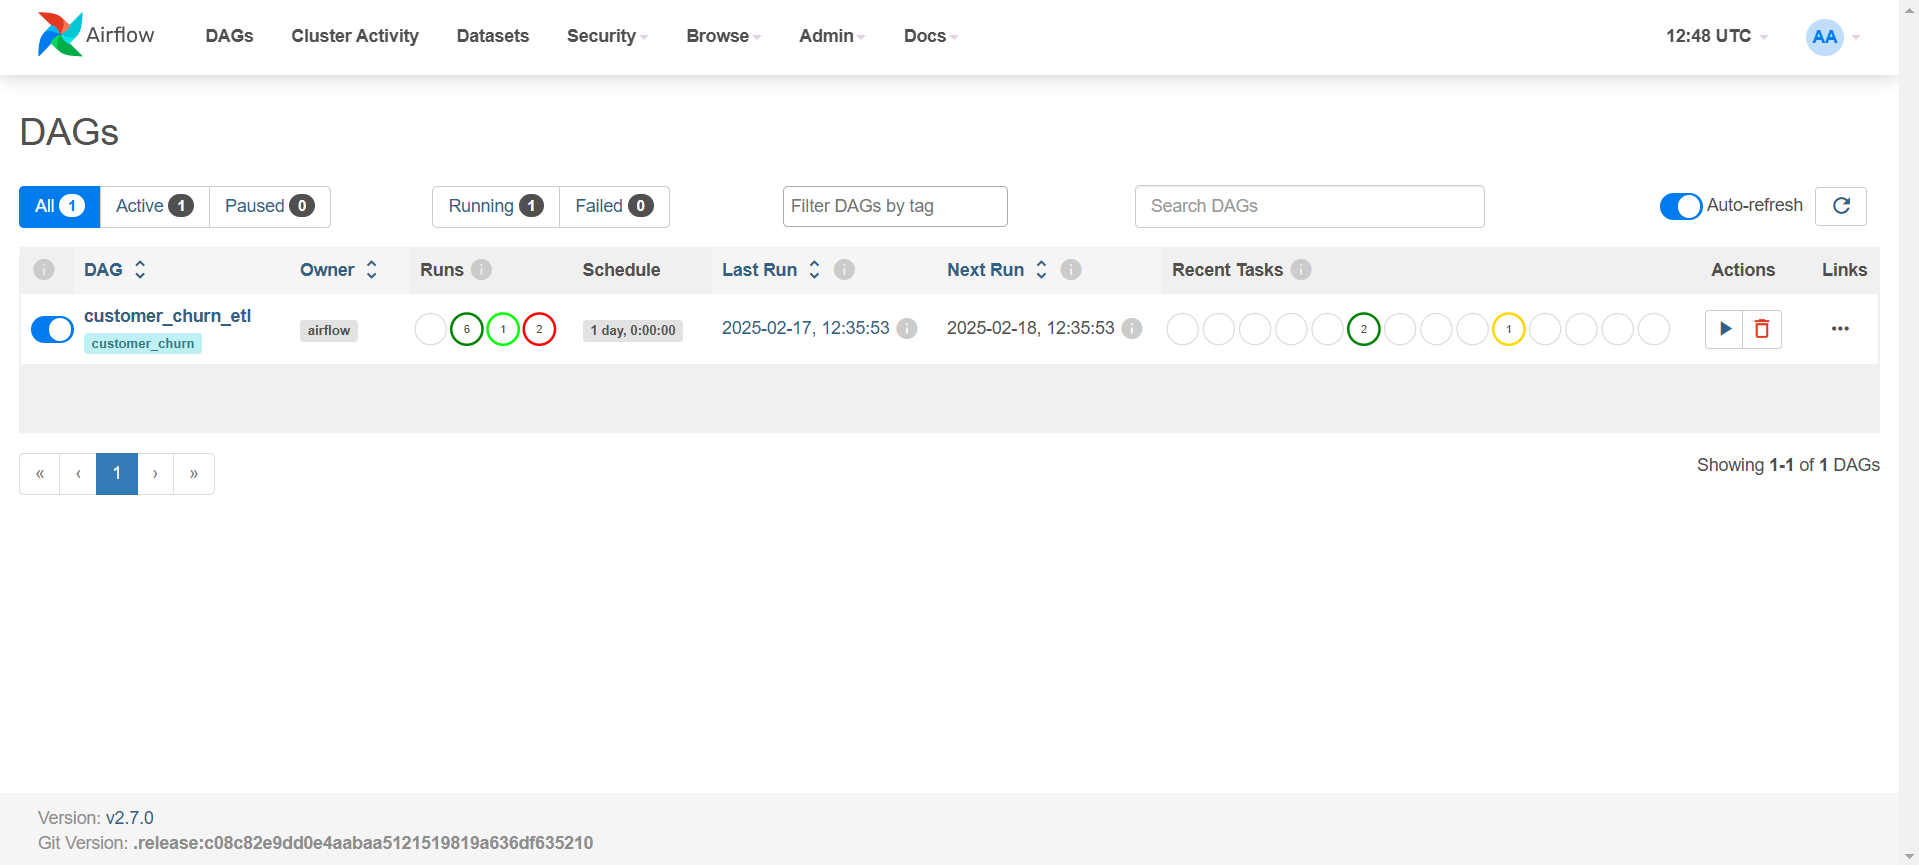 Airflow DAGs Cluster Activity Datasets Security Browse Admin Docs 12:48 UTC AA
DAGs
All 1 Active 1 Paused 0 Running 1 Failed 0 Filter DAGs by tag Search DAGs Auto-refresh
DAG Owner Runs Schedule Last Run Next Run Recent Tasks Actions Links
customer_churn_etl airflow 6 1 2 1 day, 0:00:00 2025-02-17, 12:35:53 2025-02-18, 12:35:53 2 1
customer_churn
« ‹ 1 › » Showing 1-1 of 1 DAGs
Version: v2.7.0
Git Version: .release:c08c82e9dd0e4aabaa5121519819a636df635210